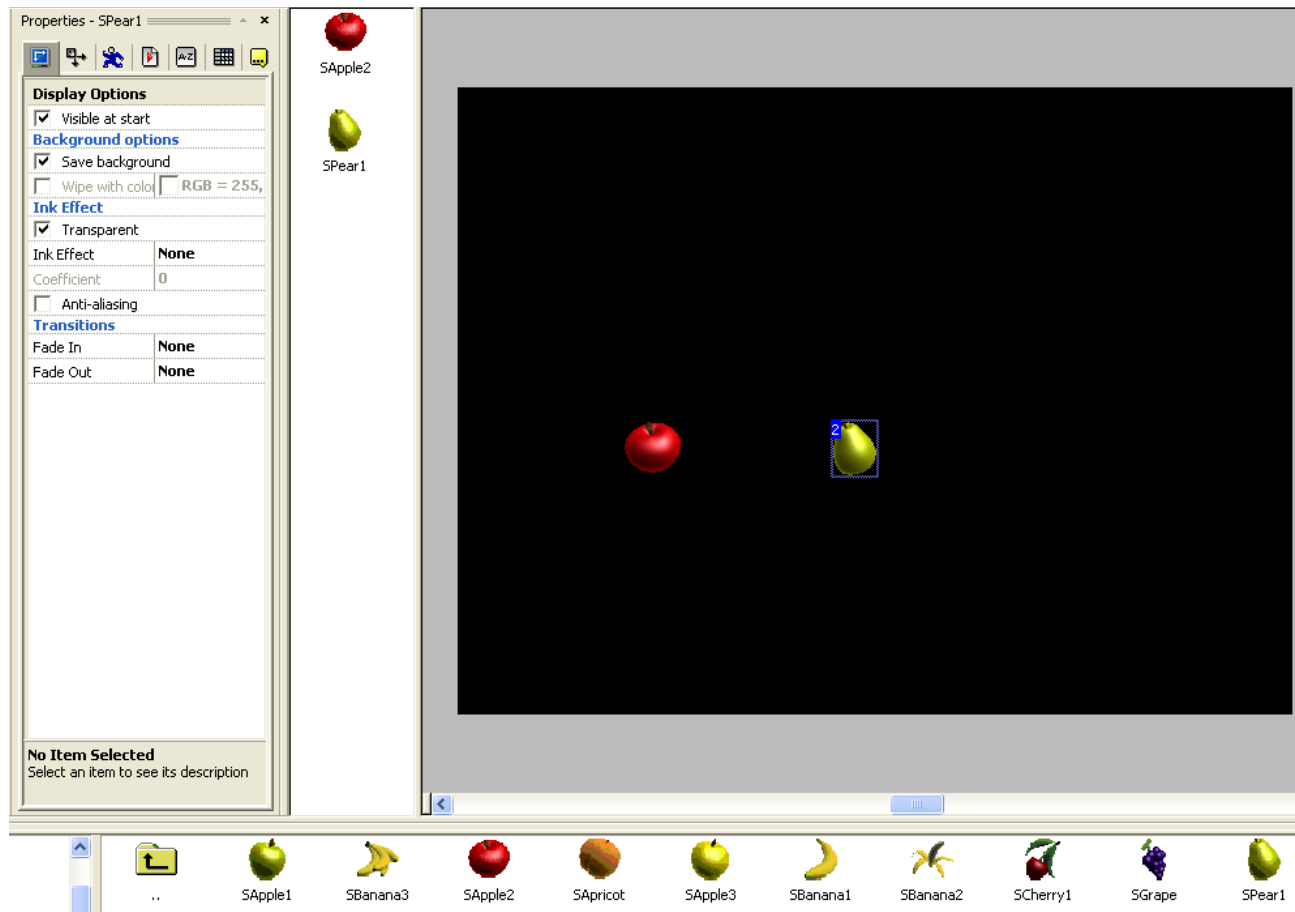 Properties - SPear1
Display Options
Visible at start
Background options
Save background
Wipe with color RGB = 255,
Ink Effect
Transparent
Ink Effect None
Coefficient 0
Anti-aliasing
Transitions
Fade In None
Fade Out None
No Item Selected
Select an item to see its description
SApple2
SPear1
2
..
SApple1
SBanana3
SApple2
SApricot
SApple3
SBanana1
SBanana2
SCherry1
SGrape
SPear1